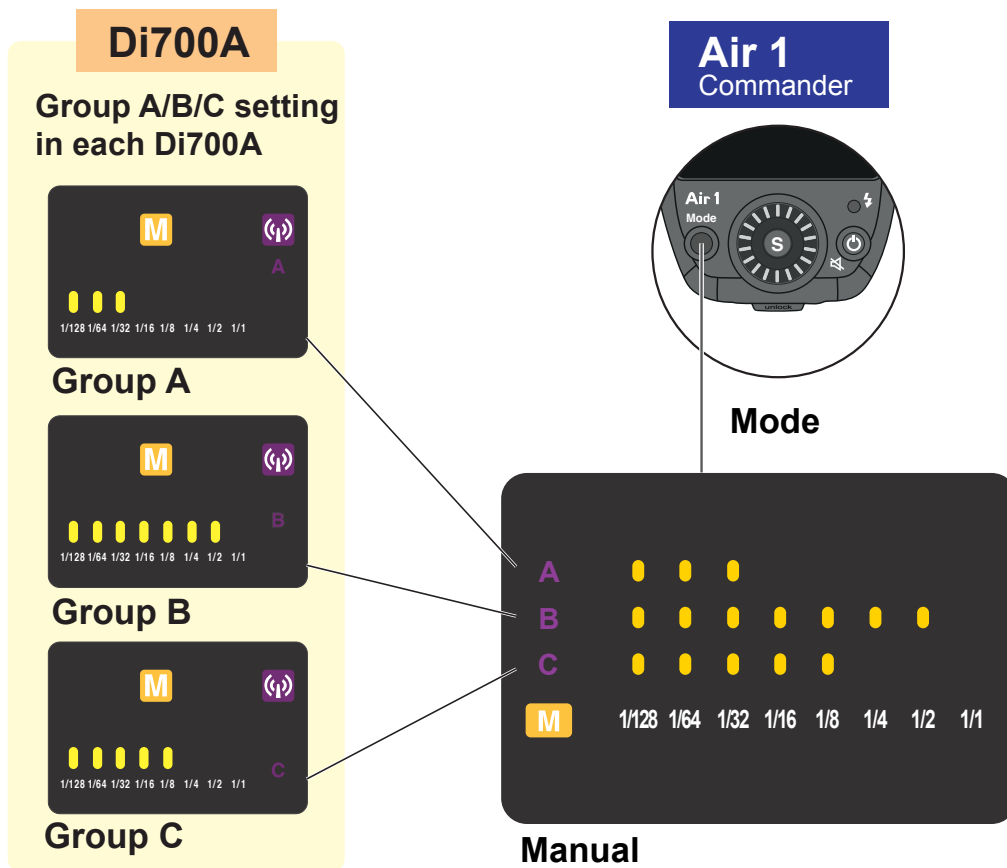 Di700A
Group A/B/C setting
in each Di700A
M
A
1/128 1/64 1/32 1/16 1/8 1/4 1/2 1/1
Group A
M
B
1/128 1/64 1/32 1/16 1/8 1/4 1/2 1/1
Group B
M
C
1/128 1/64 1/32 1/16 1/8 1/4 1/2 1/1
Group C
Air 1
Commander
Air 1
Mode
S
unlock
Mode
A
B
C
M 1/128 1/64 1/32 1/16 1/8 1/4 1/2 1/1
Manual